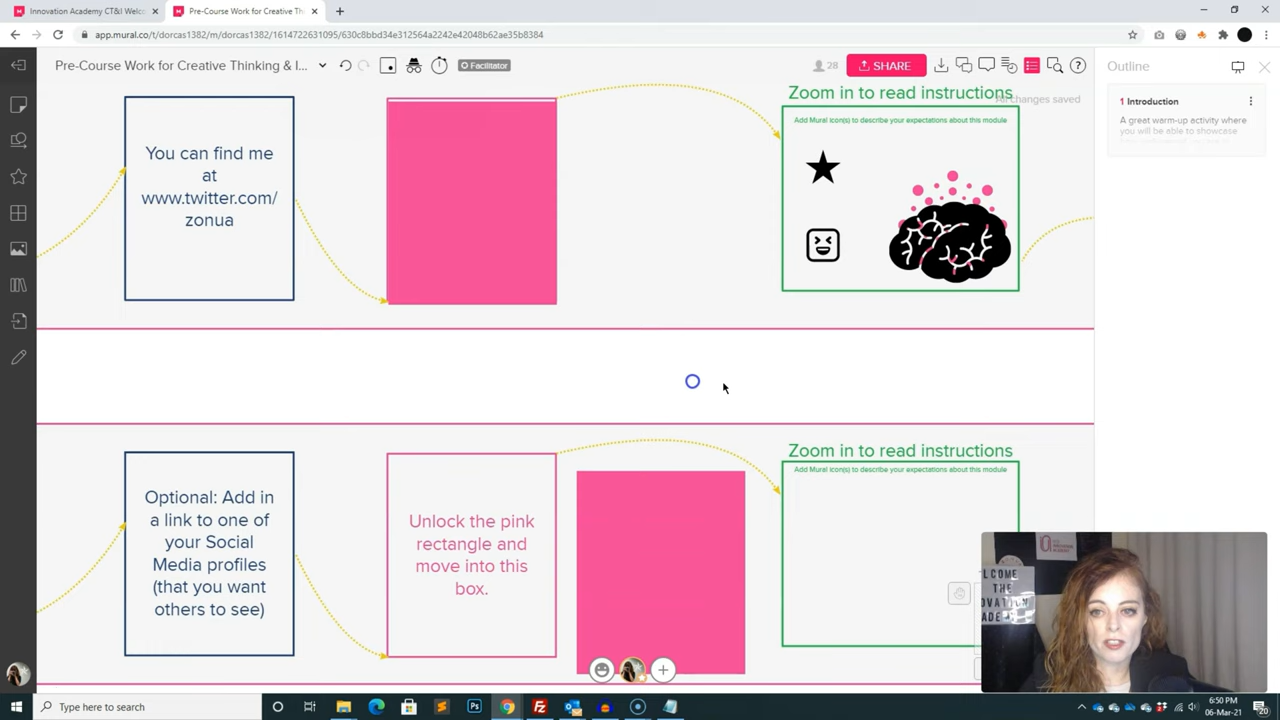 Innovation Academy CT&I Welco
Pre-Course Work for Creative Thi
app.mural.co/t/dorcas1382/m/dorcas1382/1614722631095/630c8bbd34e312564a2242e42048b62ae35b8384
Pre-Course Work for Creative Thinking & I...
Facilitator
28
SHARE
Outline
All changes saved
1 Introduction
A great warm-up activity where
you will be able to showcase
Zoom in to read instructions
Add Mural icon(s) to describe your expectations about this module
You can find me
at
www.twitter.com/
zonua
Zoom in to read instructions
Add Mural icon(s) to describe your expectations about this module
Optional: Add in
a link to one of
your Social
Media profiles
(that you want
others to see)
Unlock the pink
rectangle and
move into this
box.
Type here to search
6:50 PM
06-Mar-21
20